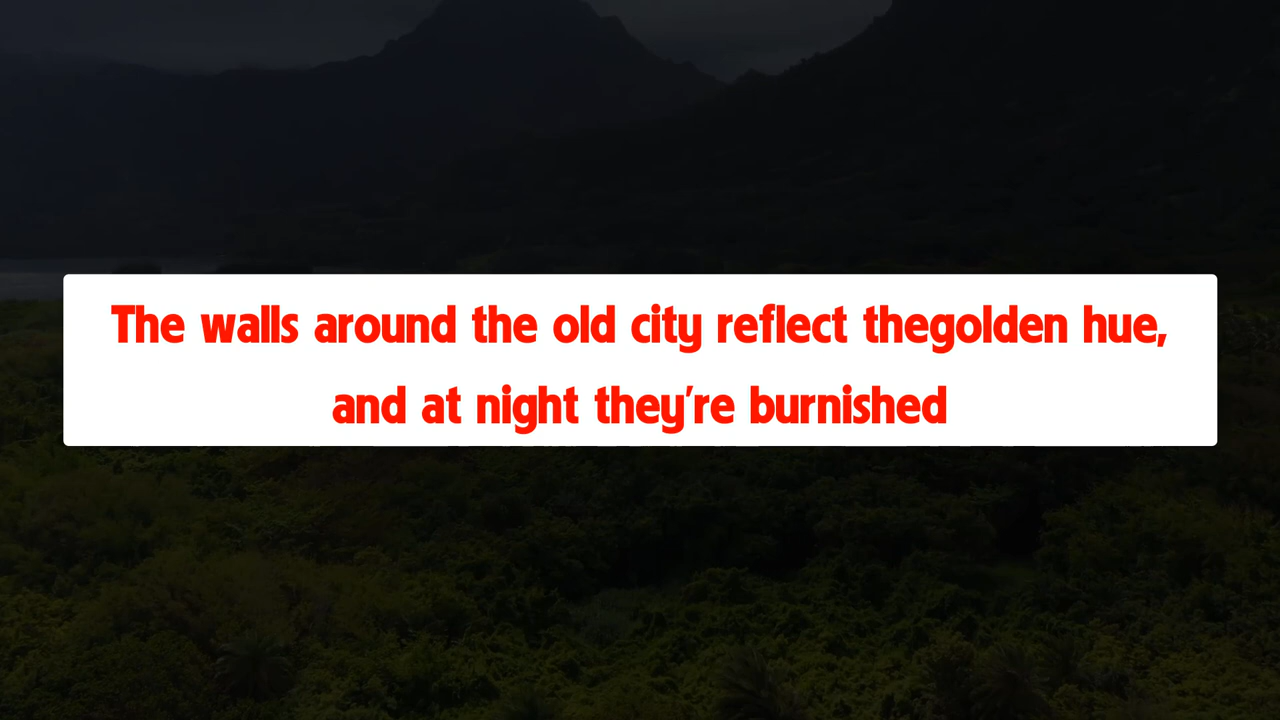 The walls around the old city reflect thegolden hue,
and at night they're burnished